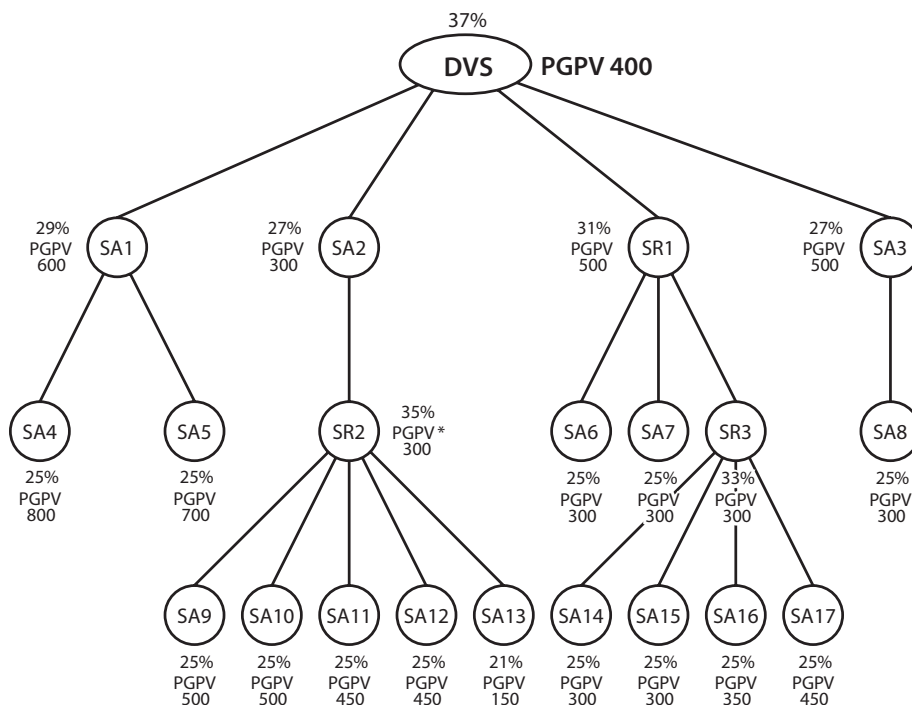 37%
DVS PGPV 400
29%
PGPV
600
SA1
27%
PGPV
300
SA2
31%
PGPV
500
SR1
27%
PGPV
500
SA3
SA4
SA5
SR2
35%
PGPV *
300
SA6
SA7
SR3
SA8
25%
PGPV
800
25%
PGPV
700
25%
PGPV
300
25%
PGPV
300
33%
PGPV
300
25%
PGPV
300
SA9
SA10
SA11
SA12
SA13
SA14
SA15
SA16
SA17
25%
PGPV
500
25%
PGPV
500
25%
PGPV
450
25%
PGPV
450
21%
PGPV
150
25%
PGPV
300
25%
PGPV
300
25%
PGPV
350
25%
PGPV
450